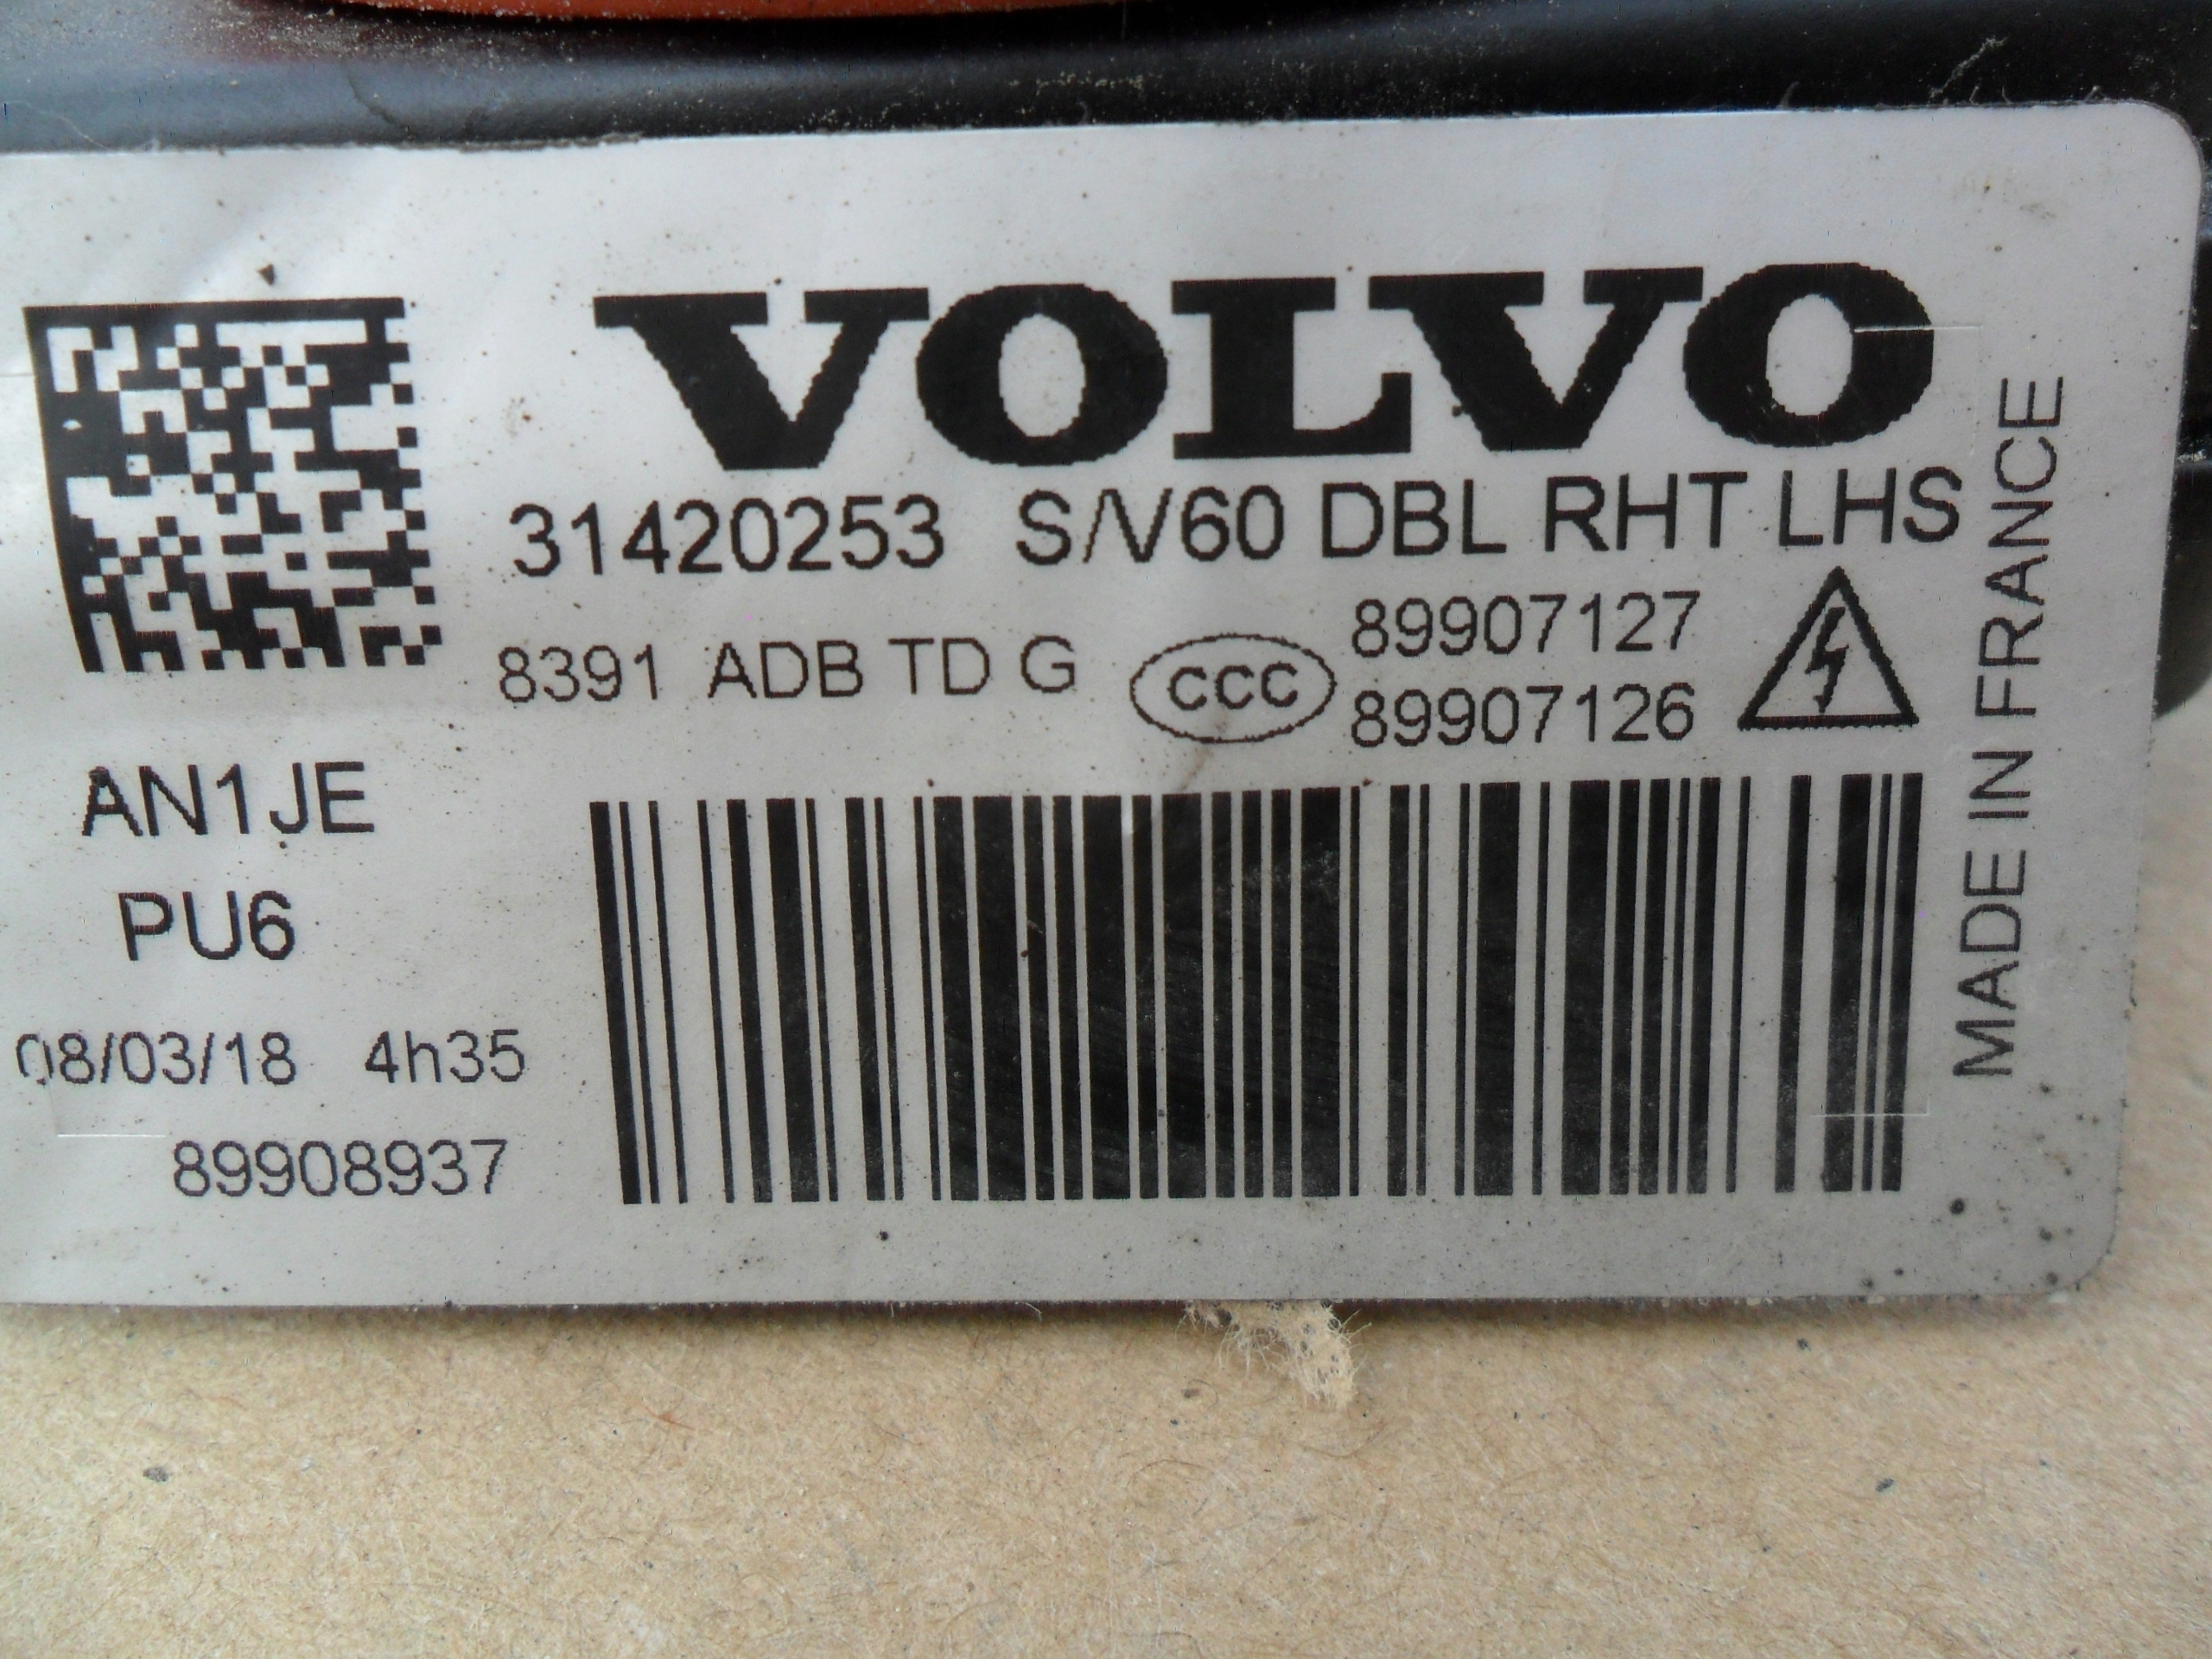 VOLVO
31420253 S/V60 DBL RHT LHS
8391 ADB TD G CCC 89907127
89907126
AN1JE
PU6
08/03/18 4h35
89908937
MADE IN FRANCE